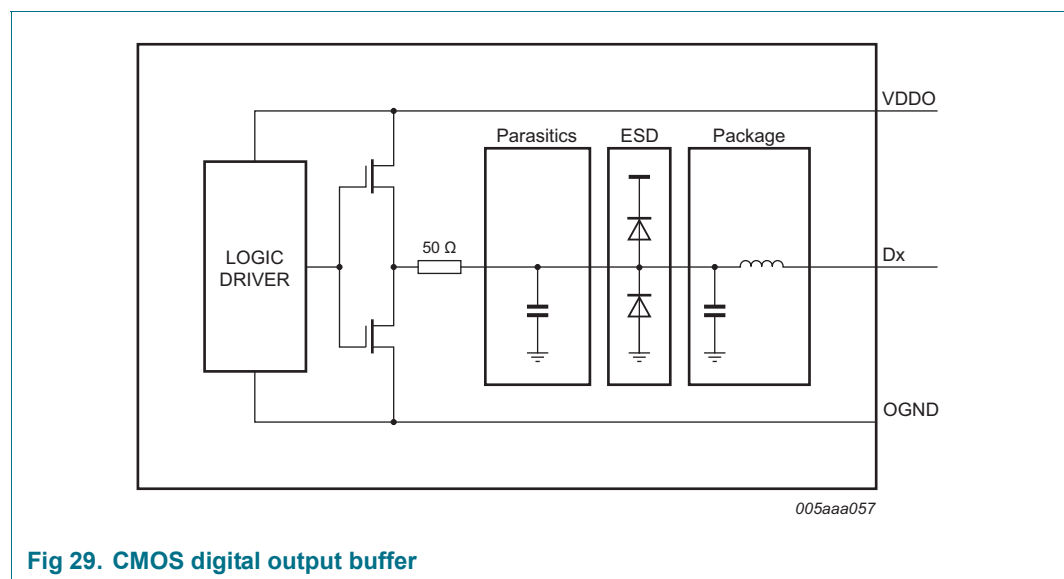 VDDO
Parasitics
ESD
Package
50 Ω
LOGIC
DRIVER
Dx
OGND
005aaa057
Fig 29. CMOS digital output buffer